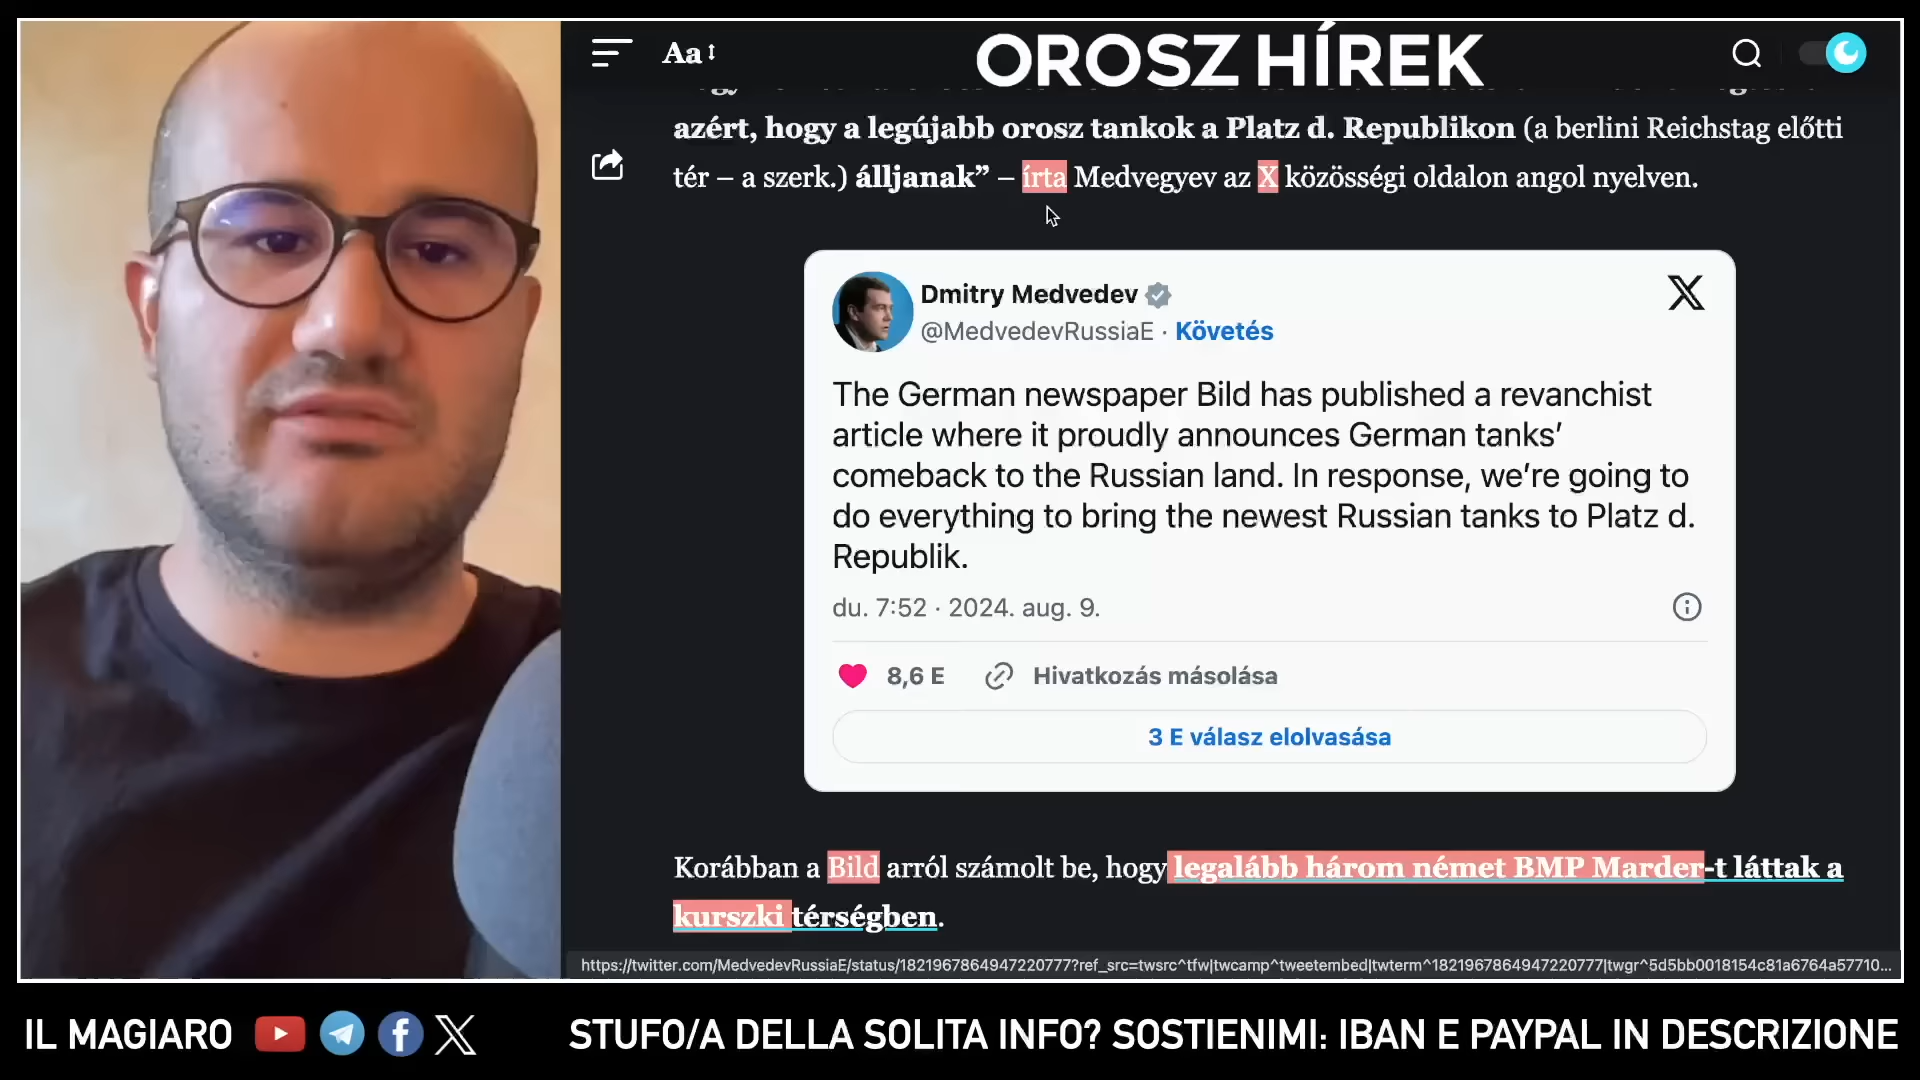 Aa
OROSZ HÍREK
azért, hogy a legújabb orosz tankok a Platz d. Republikon (a berlini Reichstag előtti
tér – a szerk.) álljanak” – írta Medvegyev az X közösségi oldalon angol nyelven.
Dmitry Medvedev
@MedvedevRussiaE · Követés
The German newspaper Bild has published a revanchist
article where it proudly announces German tanks’
comeback to the Russian land. In response, we’re going to
do everything to bring the newest Russian tanks to Platz d.
Republik.
du. 7:52 · 2024. aug. 9.
8,6 E Hivatkozás másolása
3 E válasz elolvasása
Korábban a Bild arról számolt be, hogy legalább három német BMP Marder-t láttak a
kurszki térségben.
https://twitter.com/MedvedevRussiaE/status/1821967864947220777?ref_src=twsrc^tfw|twcamp^tweetembed|twterm^1821967864947220777|twgr^5d5bb0018154c81a6764a57710...
IL MAGIARO
STUFO/A DELLA SOLITA INFO? SOSTIENIMI: IBAN E PAYPAL IN DESCRIZIONE